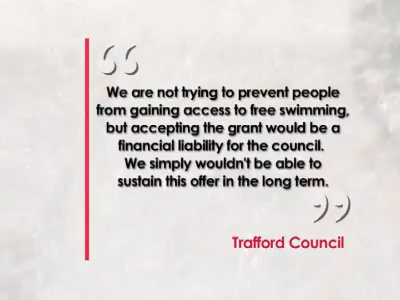 “
We are not trying to prevent people
from gaining access to free swimming,
but accepting the grant would be a
financial liability for the council.
We simply wouldn't be able to
sustain this offer in the long term.
”
Trafford Council